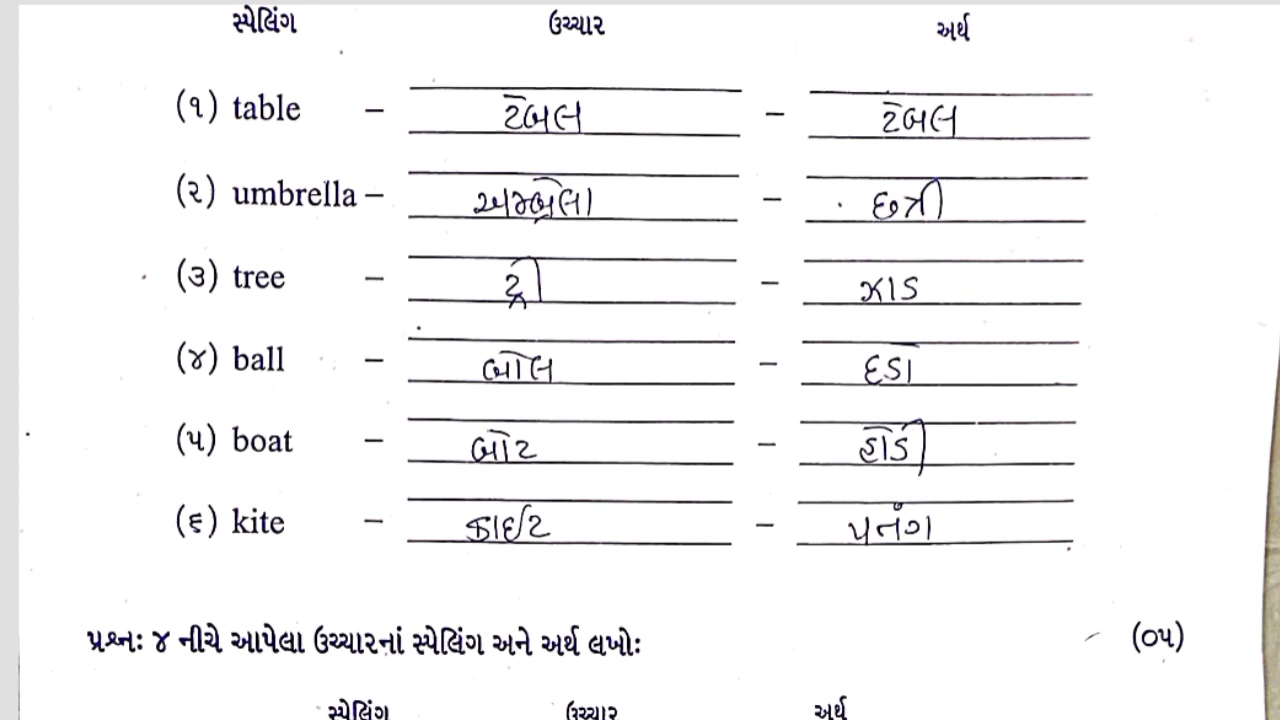 સ્પેલિંગ ઉચ્ચાર અર્થ
(૧) table – ટેબલ – ટેબલ
(૨) umbrella – અમ્બ્રેલા – છત્રી
(૩) tree – ટ્રી – ઝાડ
(૪) ball – બોલ – દડો
(૫) boat – બોટ – હોડી
(૬) kite – કાઈટ – પતંગ
પ્રશ્નઃ ૪ નીચે આપેલા ઉચ્ચારનાં સ્પેલિંગ અને અર્થ લખોઃ (૦૫)
સ્પેલિંગ ઉચ્ચાર અર્થ